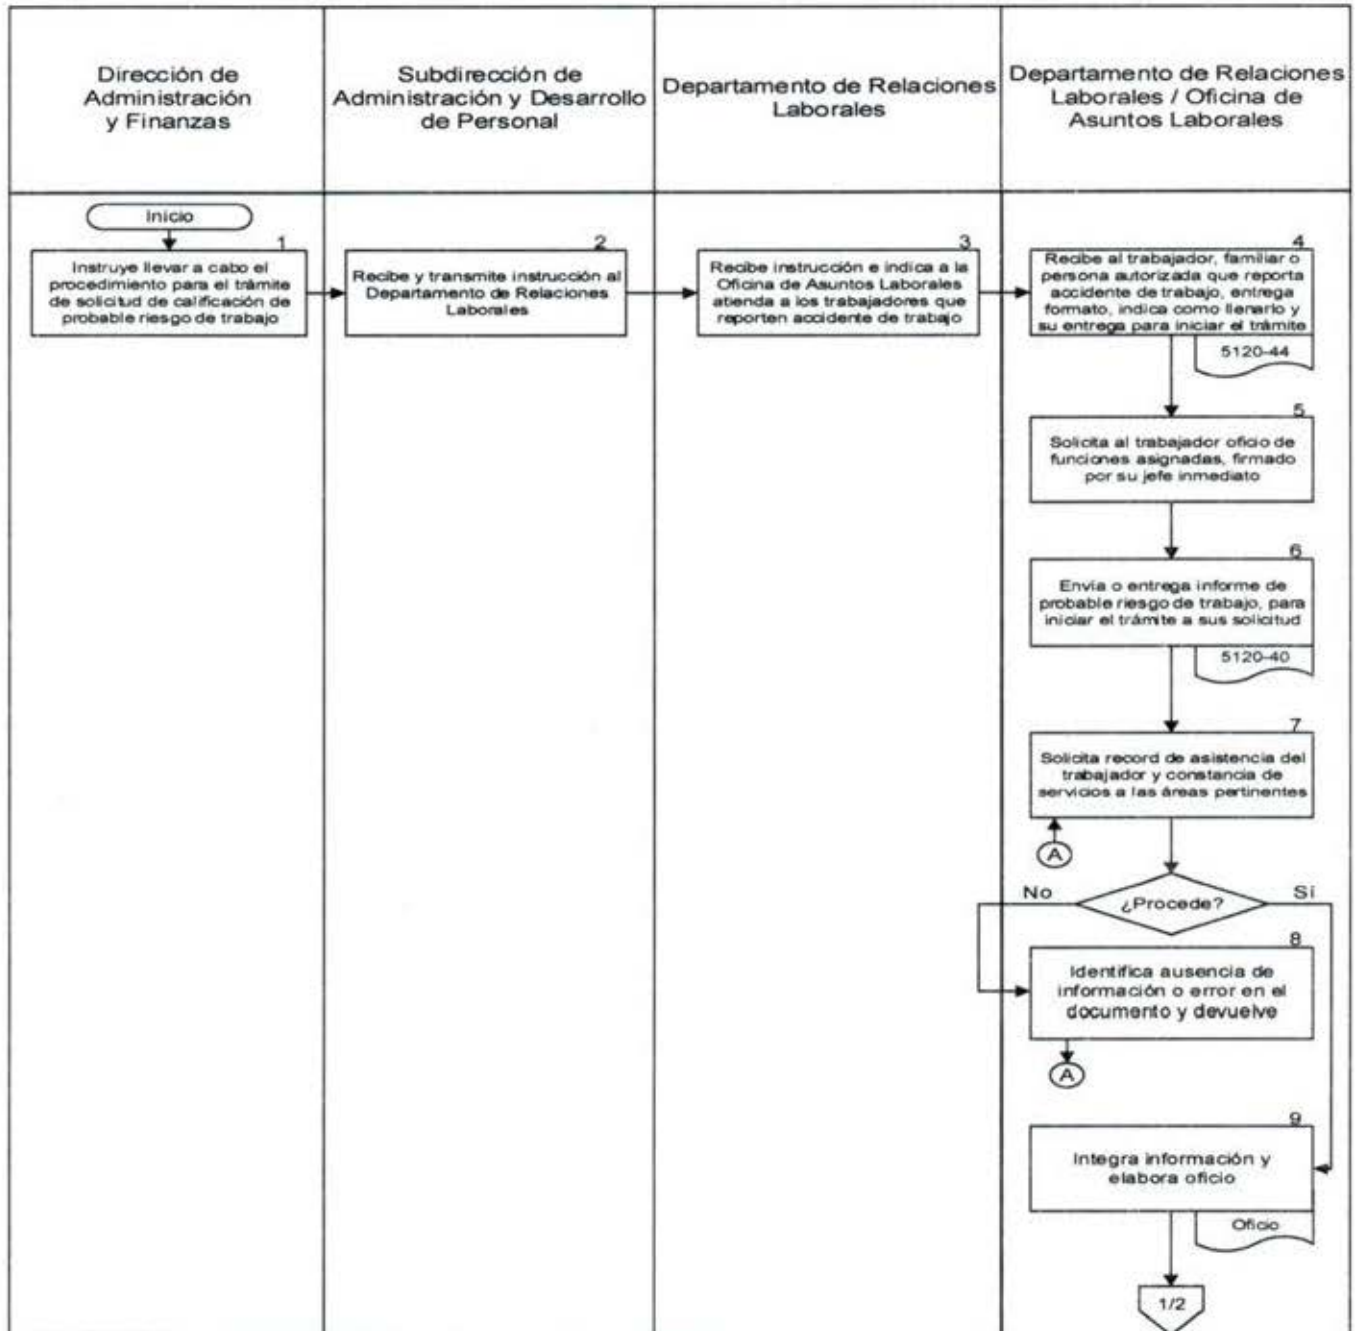 Dirección de
Administración
y Finanzas
Subdirección de
Administración y Desarrollo
de Personal
Departamento de Relaciones
Laborales
Departamento de Relaciones
Laborales / Oficina de
Asuntos Laborales
Inicio
1
Instruye llevar a cabo el
procedimiento para el trámite
de solicitud de calificación de
probable riesgo de trabajo
2
Recibe y transmite instrucción al
Departamento de Relaciones
Laborales
3
Recibe instrucción e indica a la
Oficina de Asuntos Laborales
atienda a los trabajadores que
reporten accidente de trabajo
4
Recibe al trabajador, familiar o
persona autorizada que reporta
accidente de trabajo, entrega
formato, indica como llenarlo y
su entrega para iniciar el trámite
5120-44
5
Solicita al trabajador oficio de
funciones asignadas, firmado
por su jefe inmediato
6
Envía o entrega informe de
probable riesgo de trabajo, para
iniciar el trámite a sus solicitud
5120-40
7
Solicita record de asistencia del
trabajador y constancia de
servicios a las áreas pertinentes
A
No
¿Procede?
Sí
8
Identifica ausencia de
información o error en el
documento y devuelve
A
9
Integra información y
elabora oficio
Oficio
1/2